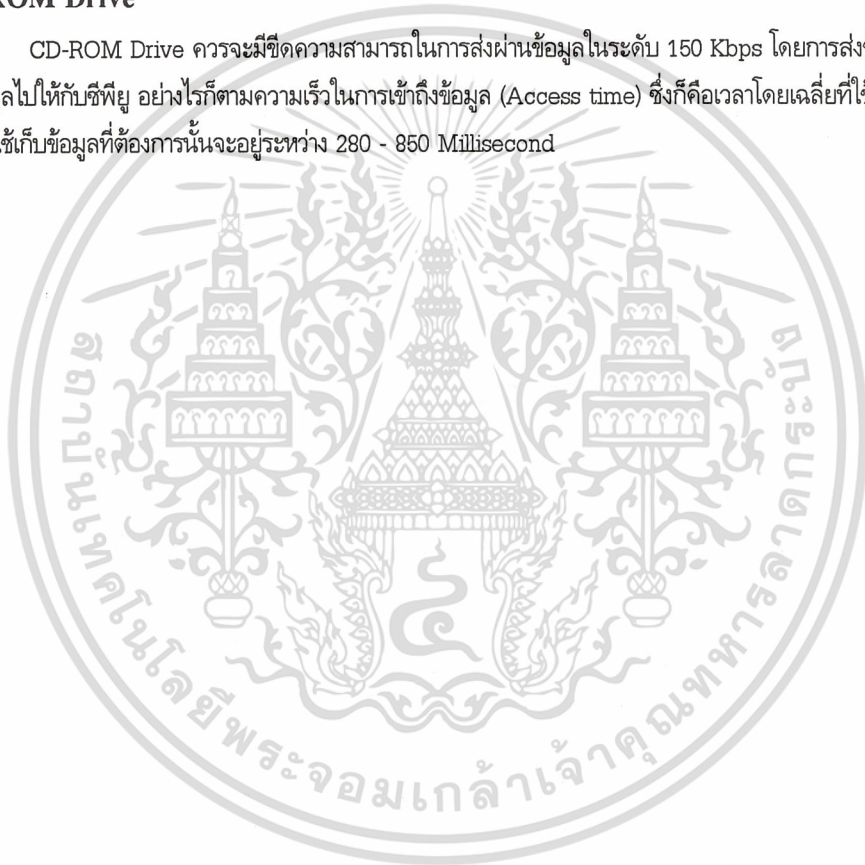 ROM Drive
CD-ROM Drive ควรจะมีขีดความสามารถในการส่งผ่านข้อมูลในระดับ 150 Kbps โดยการส่ง
ลไปให้กับซีพียู อย่างไรก็ตามความเร็วในการเข้าถึงข้อมูล (Access time) ซึ่งก็คือเวลาโดยเฉลี่ยที่ใช้
ช้เก็บข้อมูลที่ต้องการนั้นจะอยู่ระหว่าง 280 - 850 Millisecond
สถาบันเทคโนโลยีพระจอมเกล้าเจ้าคุณทหารลาดกระบัง
๔